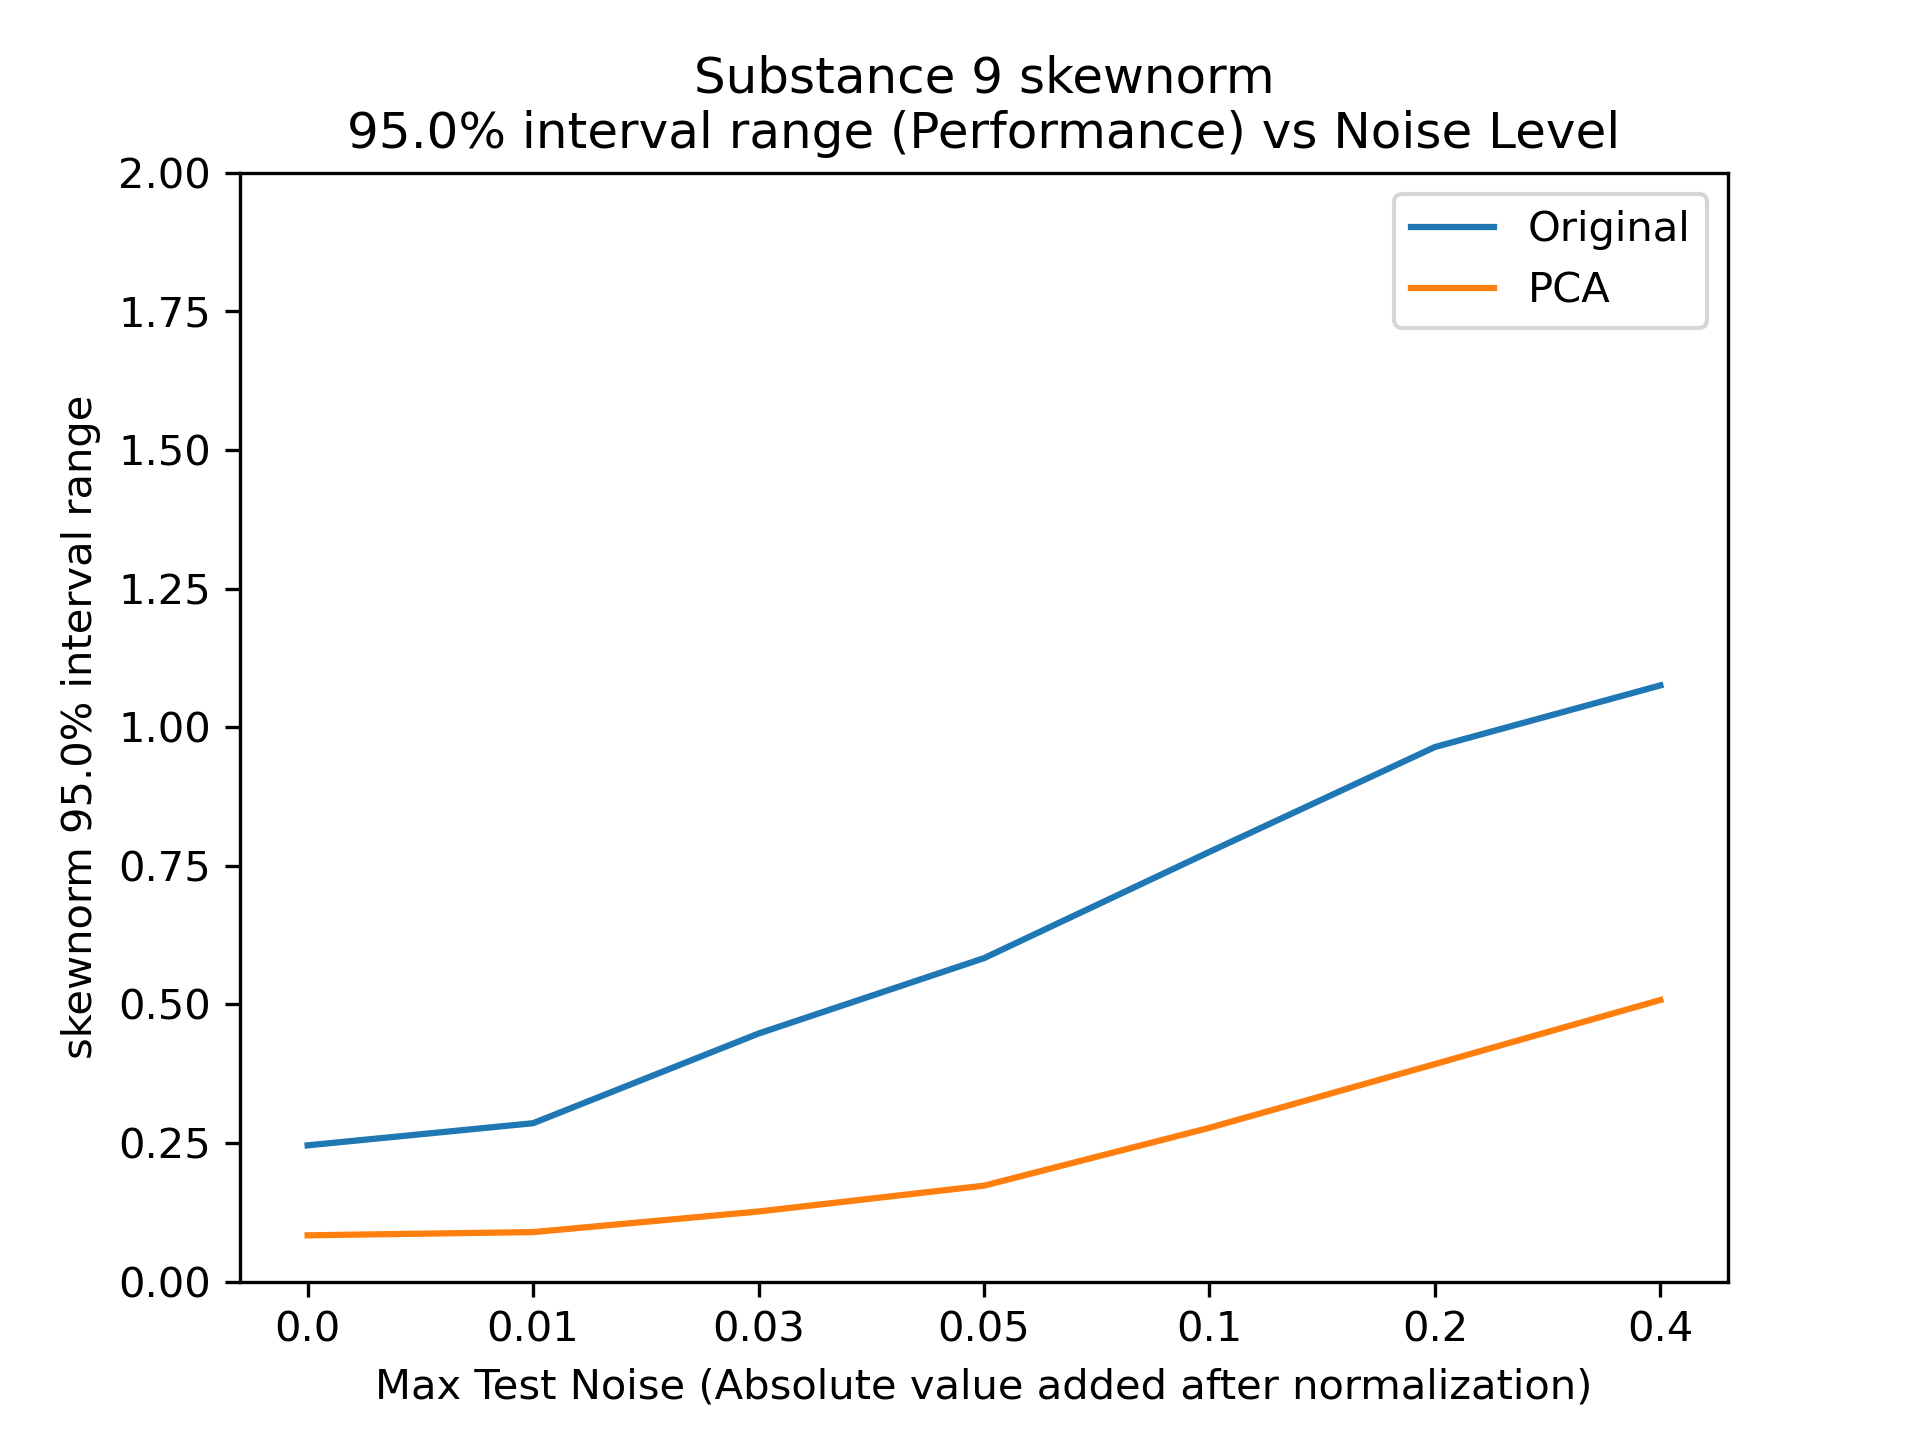 Substance 9 skewnorm
95.0% interval range (Performance) vs Noise Level
2.00
1.75
1.50
1.25
1.00
0.75
0.50
0.25
0.00
skewnorm 95.0% interval range
Original
PCA
0.0 0.01 0.03 0.05 0.1 0.2 0.4
Max Test Noise (Absolute value added after normalization)